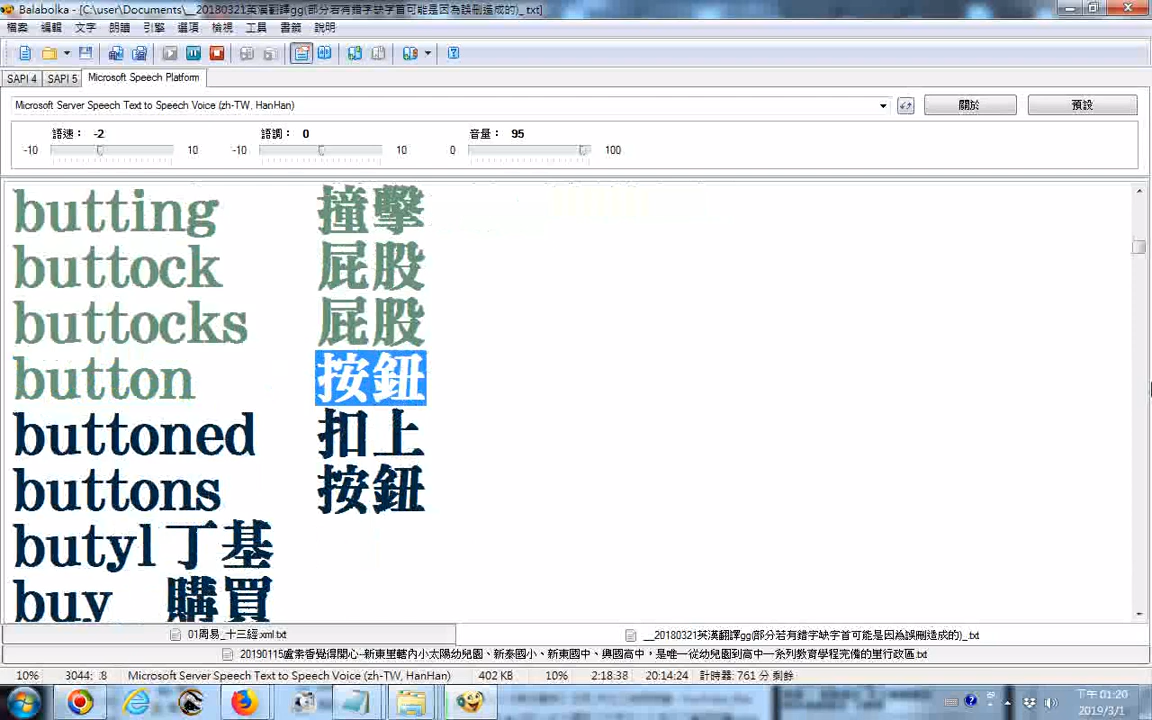 Balabolka - [C:\user\Documents\__20180321英漢翻譯gg(部分若有錯字缺字首可能是因為誤刪造成的)_.txt]
檔案 編輯 文字 朗讀 引擎 選項 檢視 工具 書籤 說明
SAPI 4 SAPI 5 Microsoft Speech Platform
Microsoft Server Speech Text to Speech Voice (zh-TW, HanHan) 關於 預設
語速: -2 語調: 0 音量: 95
-10 10 -10 10 0 100
butting 撞擊
buttock 屁股
buttocks 屁股
button 按鈕
buttoned 扣上
buttons 按鈕
butyl 丁基
buy 購買
01周易_十三經.xml.txt __20180321英漢翻譯gg(部分若有錯字缺字首可能是因為誤刪造成的)_.txt
20190115盧素香覺得開心--新東里轄內小太陽幼兒園、新泰國小、新東國中、興國高中，是唯一從幼兒園到高中一系列教育學程完備的里行政區.txt
10% 3044: :8 Microsoft Server Speech Text to Speech Voice (zh-TW, HanHan) 402 KB 10% 2:18:38 20:14:24 計時器: 761 分 剩餘
下午 01:20
2019/3/1